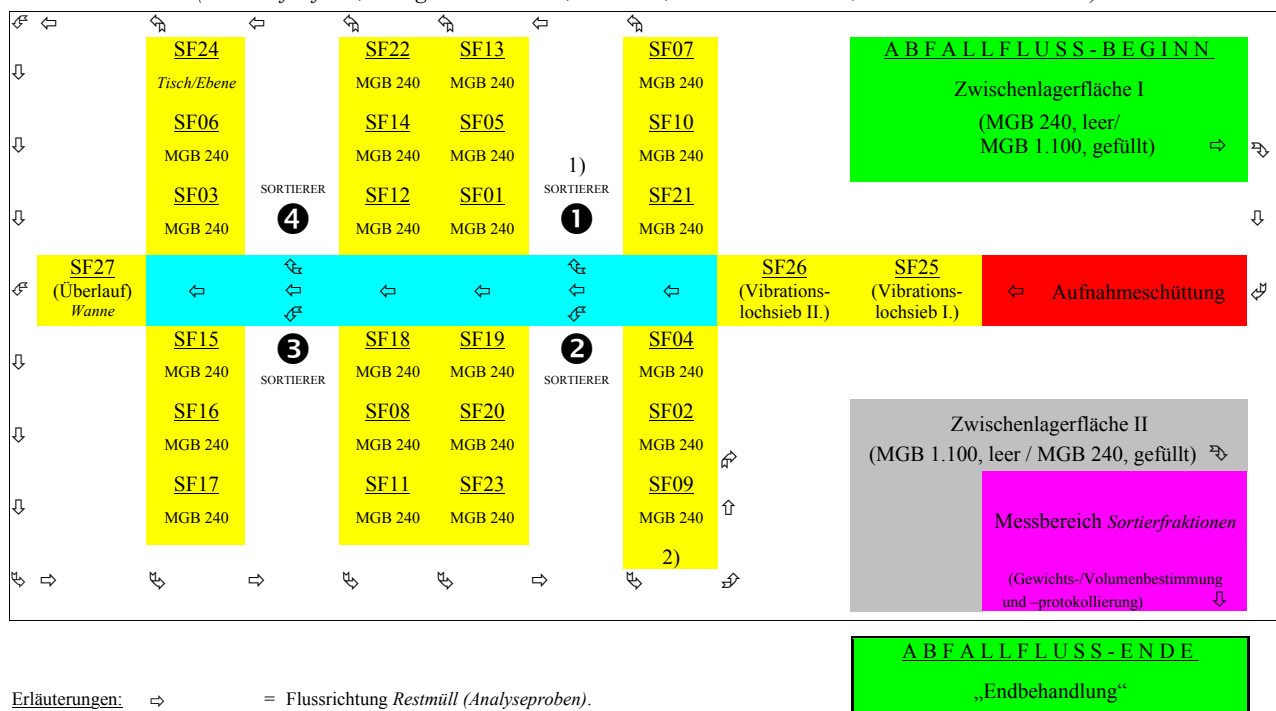 SF24 SF22 SF13 SF07 ABFALLFLUSS-BEGINN
Tisch/Ebene MGB 240 MGB 240 MGB 240 Zwischenlagerfläche I
SF06 SF14 SF05 SF10 (MGB 240, leer/
MGB 240 MGB 240 MGB 240 MGB 240 MGB 1.100, gefüllt) ⇨
1)
SF03 SORTIERER SF12 SF01 SORTIERER SF21
MGB 240 ❹ MGB 240 MGB 240 ❶ MGB 240
SF27 SF26 SF25
(Überlauf) (Vibrations- (Vibrations- Aufnahmeschüttung
Wanne lochsieb II.) lochsieb I.)
SF15 ❸ SF18 SF19 ❷ SF04
MGB 240 SORTIERER MGB 240 MGB 240 SORTIERER MGB 240
SF16 SF08 SF20 SF02 Zwischenlagerfläche II
MGB 240 MGB 240 MGB 240 MGB 240 (MGB 1.100, leer / MGB 240, gefüllt)
SF17 SF11 SF23 SF09
MGB 240 MGB 240 MGB 240 MGB 240 Messbereich Sortierfraktionen
2)
(Gewichts-/Volumenbestimmung
und –protokollierung)
ABFALLFLUSS-ENDE
„Endbehandlung“
Erläuterungen: ⇨ = Flussrichtung Restmüll (Analyseproben).